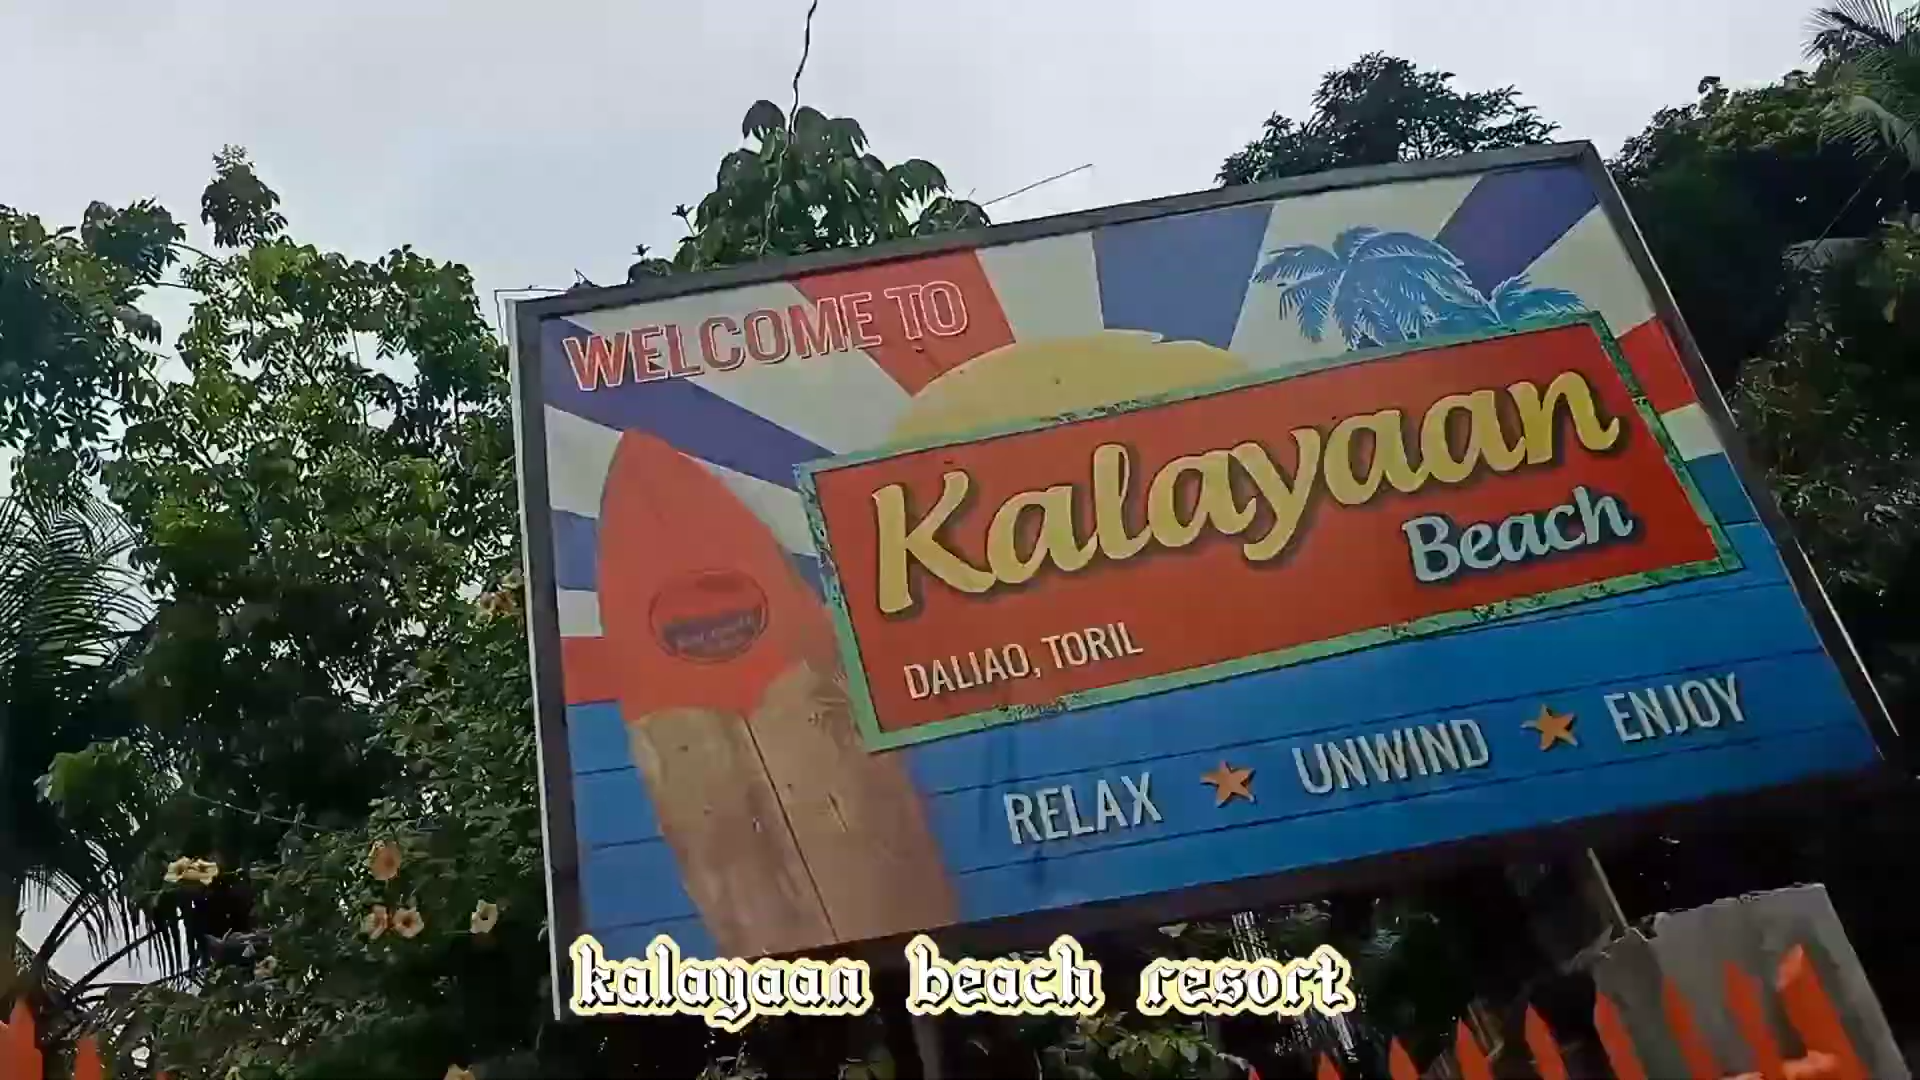 WELCOME TO
Kalayaan
Beach
DALIAO, TORIL
RELAX ★ UNWIND ★ ENJOY
kalayaan beach resort